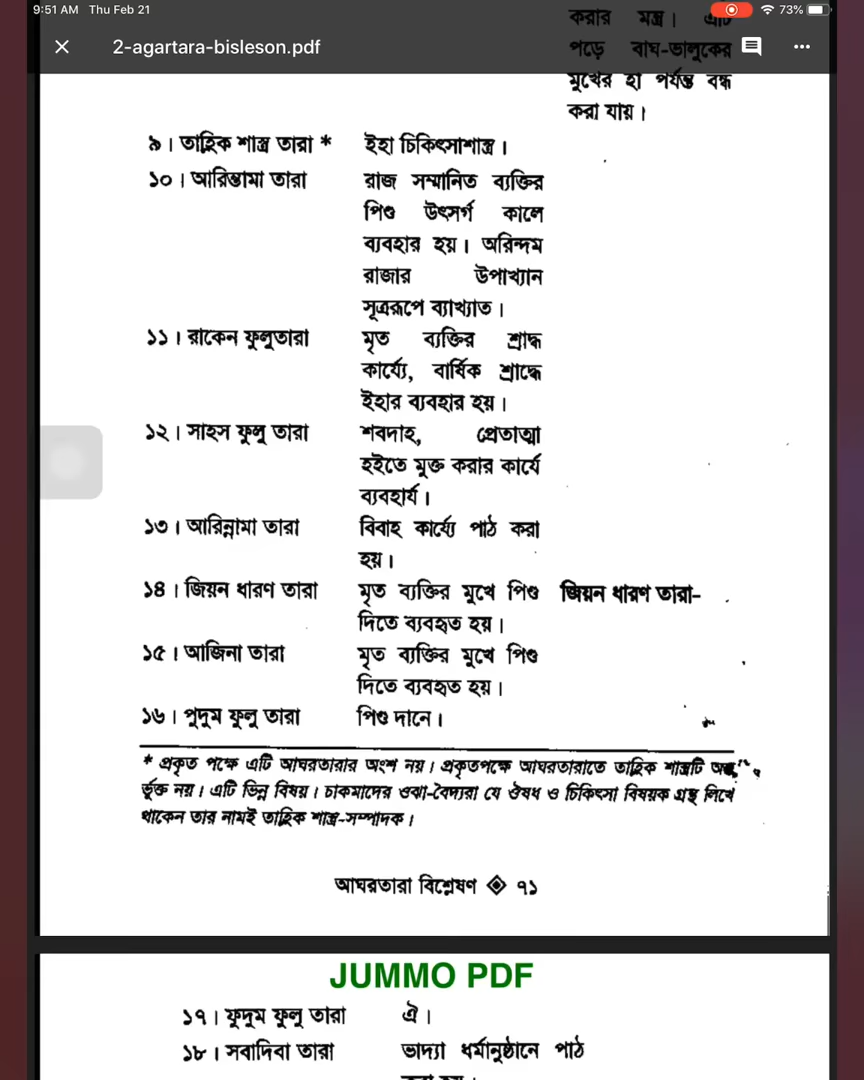 9:51 AM Thu Feb 21 73%
2-agartara-bisleson.pdf
করার মন্ত্র। এটি
পড়ে বাঘ-ভালুকের
মুখের হা পর্যন্ত বন্ধ
করা যায়।
৯। তাহ্রিক শাস্ত্র তারা * ইহা চিকিৎসাশাস্ত্র।
১০। আরিন্তামা তারা রাজ সম্মানিত ব্যক্তির
পিণ্ড উৎসর্গ কালে
ব্যবহার হয়। অরিন্দম
রাজার উপাখ্যান
সূত্ররূপে ব্যাখ্যাত।
১১। রাকেন ফুলুতারা মৃত ব্যক্তির শ্রাদ্ধ
কার্য্যে, বার্ষিক শ্রাদ্ধে
ইহার ব্যবহার হয়।
১২। সাহস ফুলু তারা শবদাহ, প্রেতাত্মা
হইতে মুক্ত করার কার্যে
ব্যবহার্য।
১৩। আরিন্নামা তারা বিবাহ কার্য্যে পাঠ করা
হয়।
১৪। জিয়ন ধারণ তারা মৃত ব্যক্তির মুখে পিণ্ড জিয়ন ধারণ তারা-
দিতে ব্যবহৃত হয়।
১৫। আজিনা তারা মৃত ব্যক্তির মুখে পিণ্ড
দিতে ব্যবহৃত হয়।
১৬। পুদুম ফুলু তারা পিণ্ড দানে।
* প্রকৃত পক্ষে এটি আঘরতারার অংশ নয়। প্রকৃতপক্ষে আঘরতারাতে তাহ্রিক শাস্ত্রটি অন্ত
র্ভুক্ত নয়। এটি ভিন্ন বিষয়। চাকমাদের ওঝা-বৈদ্যরা যে ঔষধ ও চিকিৎসা বিষয়ক গ্রন্থ লিখে
থাকেন তার নামই তাহ্রিক শাস্ত্র-সম্পাদক।
আঘরতারা বিশ্লেষণ ৭১
JUMMO PDF
১৭। ফুদুম ফুলু তারা ঐ।
১৮। সবাদিবা তারা ভাদ্যা ধর্মানুষ্ঠানে পাঠ